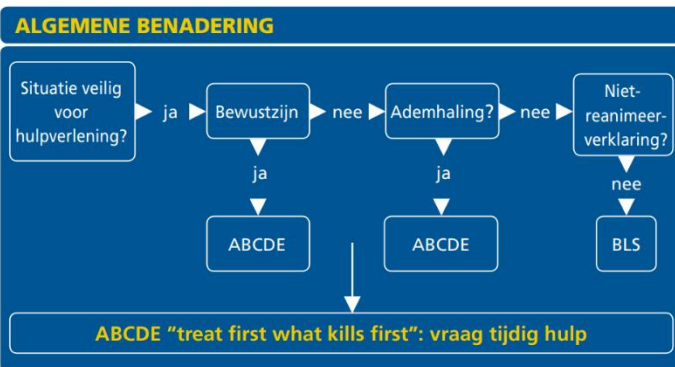 ALGEMENE BENADERING
Situatie veilig
voor
hulpverlening?
ja
Bewustzijn
nee
Ademhaling?
nee
Niet-
reanimeer-
verklaring?
ja
ja
nee
ABCDE
ABCDE
BLS
ABCDE ”treat first what kills first”: vraag tijdig hulp